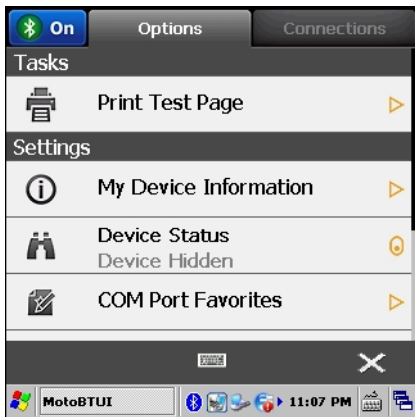 On Options Connections
Tasks
Print Test Page
Settings
My Device Information
Device Status
Device Hidden
COM Port Favorites
MotoBTUI 11:07 PM